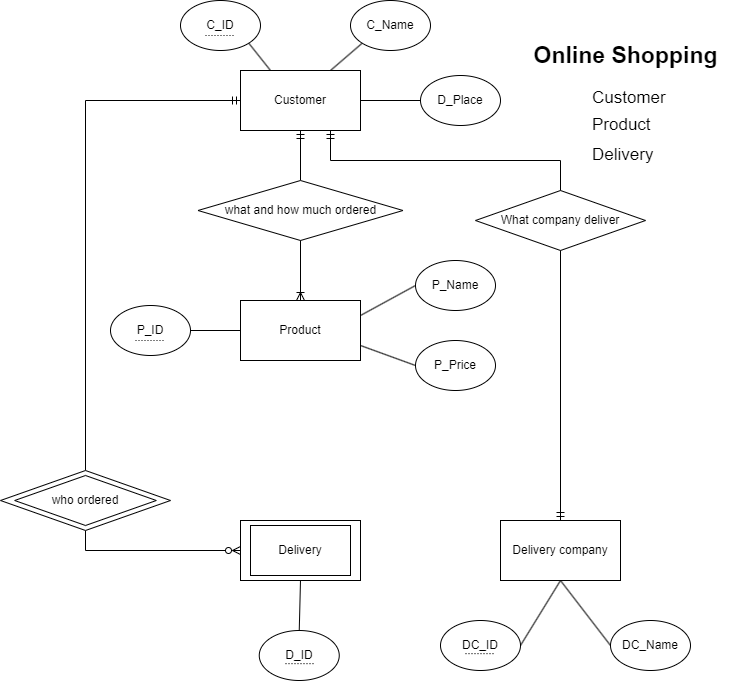 C_ID
C_Name
Online Shopping
Customer
D_Place
Customer
Product
Delivery
what and how much ordered
What company deliver
P_Name
P_ID
Product
P_Price
who ordered
Delivery
Delivery company
D_ID
DC_ID
DC_Name